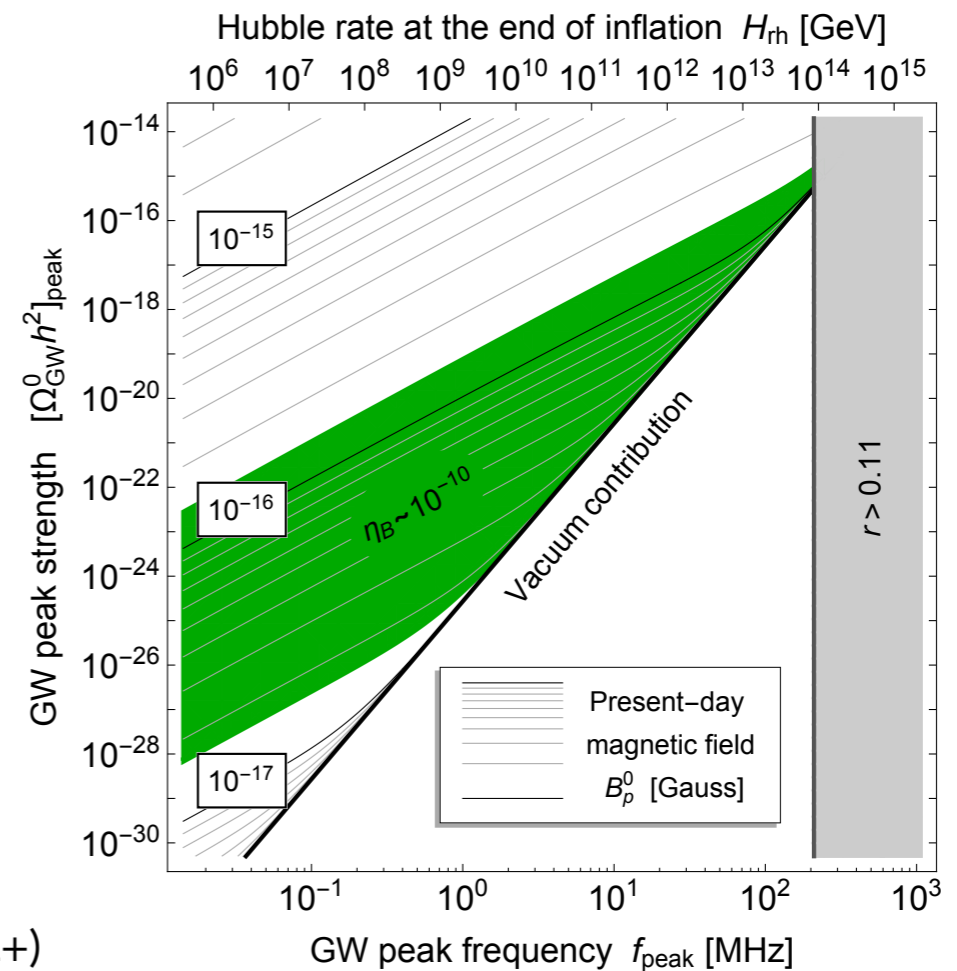 Hubble rate at the end of inflation H_rh [GeV]
10^6 10^7 10^8 10^9 10^10 10^11 10^12 10^13 10^14 10^15
GW peak strength [Ω^0_GW h^2]_peak
10^−14
10^−16
10^−18
10^−20
10^−22
10^−24
10^−26
10^−28
10^−30
10^−15
10^−16
10^−17
η_B ~ 10^−10
Vacuum contribution
r > 0.11
Present−day
magnetic field
B^0_p [Gauss]
10^−1 10^0 10^1 10^2 10^3
+)
GW peak frequency f_peak [MHz]